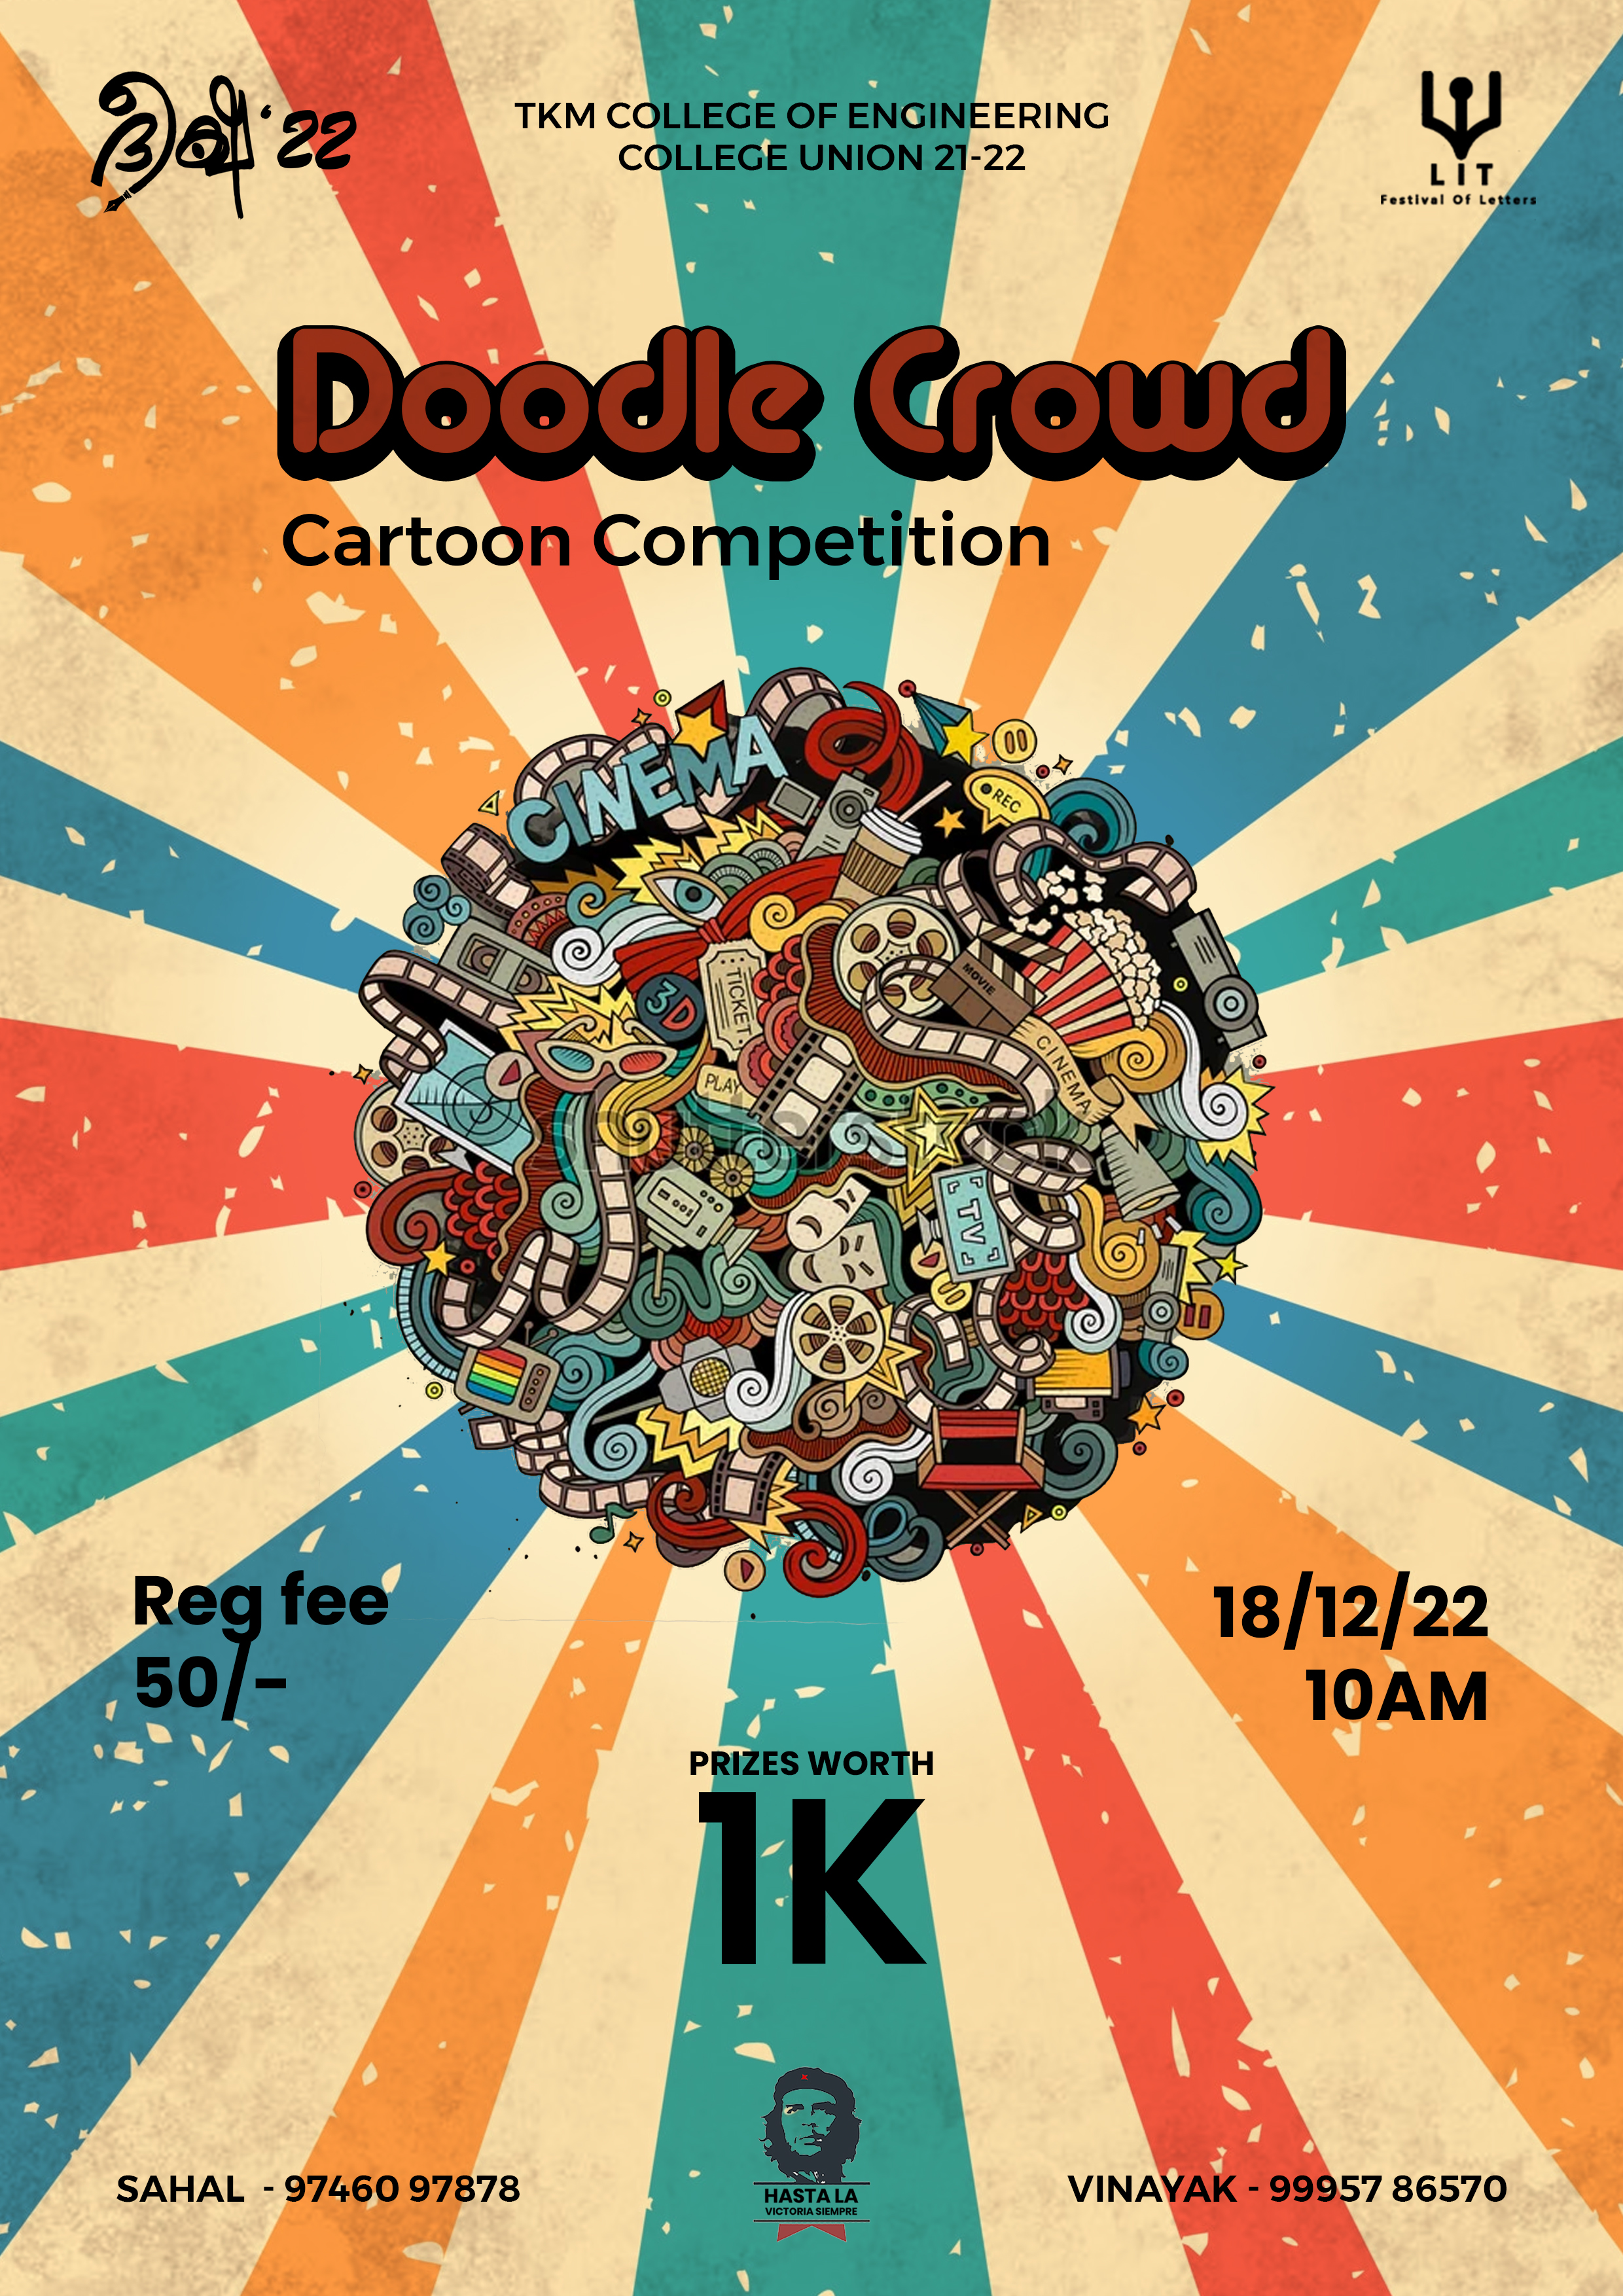 '22
TKM COLLEGE OF ENGINEERING
COLLEGE UNION 21-22
LIT
Festival Of Letters
Doodle Crowd
Cartoon Competition
CINEMA
REC
MOVIE
TICKET
3D
CINEMA
PLAY
TV
Reg fee
50/-
18/12/22
10AM
PRIZES WORTH
1K
HASTA LA
VICTORIA SIEMPRE
SAHAL - 97460 97878
VINAYAK - 99957 86570